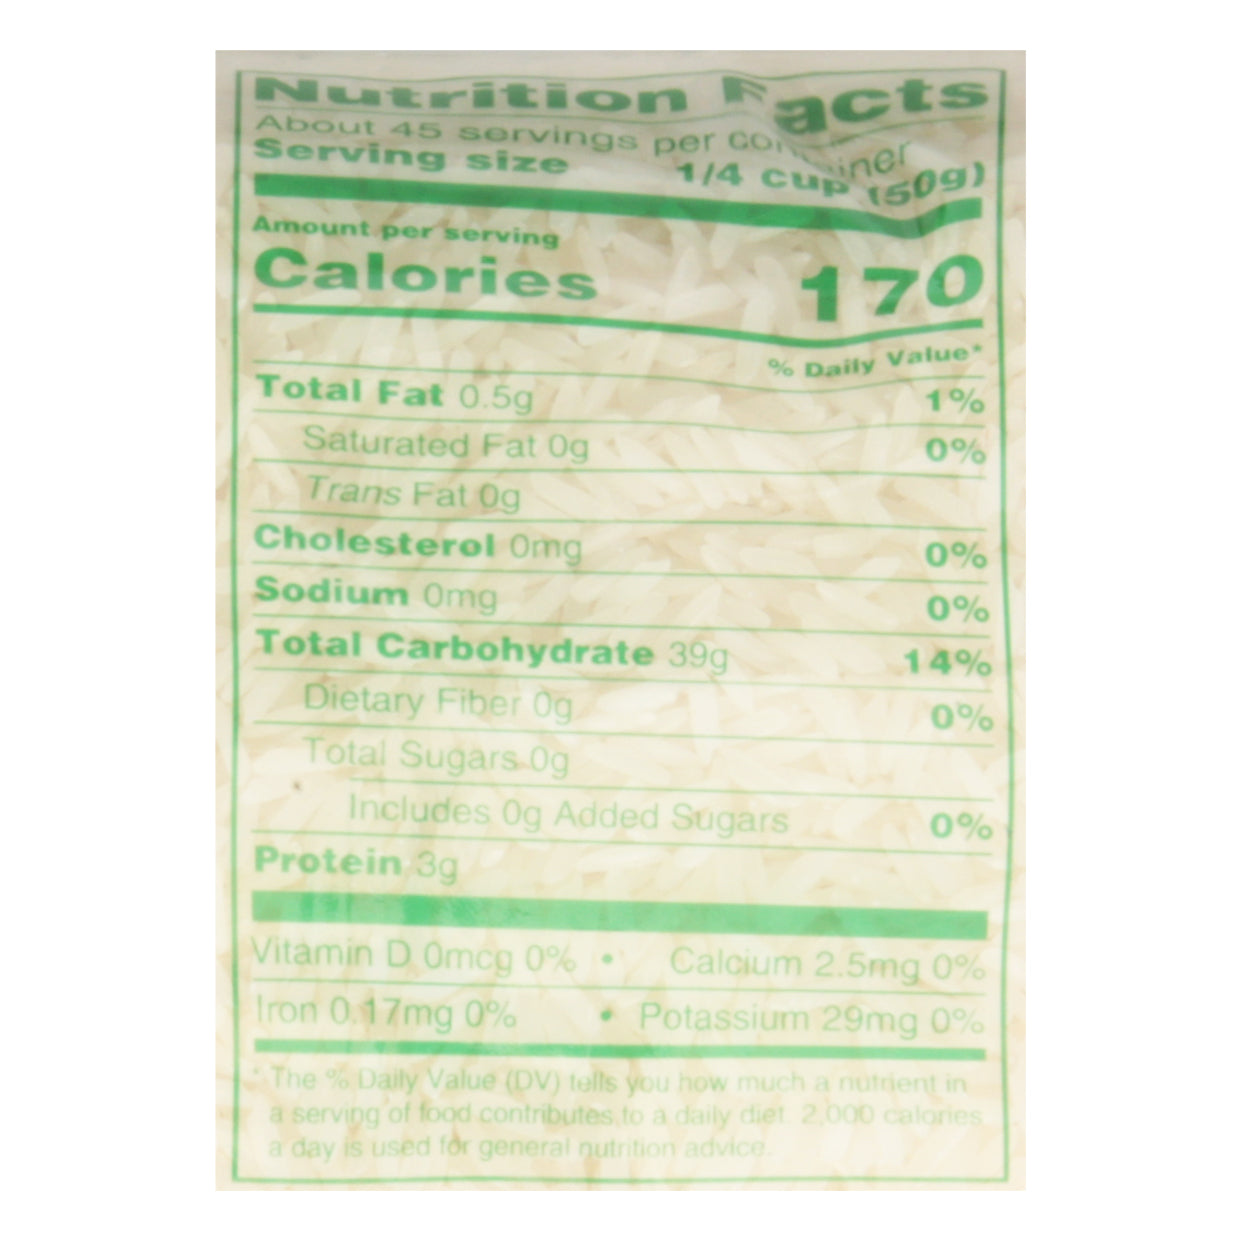 Nutrition Facts
About 45 servings per container
Serving size 1/4 cup (50g)
Amount per serving
Calories 170
% Daily Value*
Total Fat 0.5g 1%
Saturated Fat 0g 0%
Trans Fat 0g
Cholesterol 0mg 0%
Sodium 0mg 0%
Total Carbohydrate 39g 14%
Dietary Fiber 0g 0%
Total Sugars 0g
Includes 0g Added Sugars 0%
Protein 3g
Vitamin D 0mcg 0% • Calcium 2.5mg 0%
Iron 0.17mg 0% • Potassium 29mg 0%
* The % Daily Value (DV) tells you how much a nutrient in
a serving of food contributes to a daily diet. 2,000 calories
a day is used for general nutrition advice.